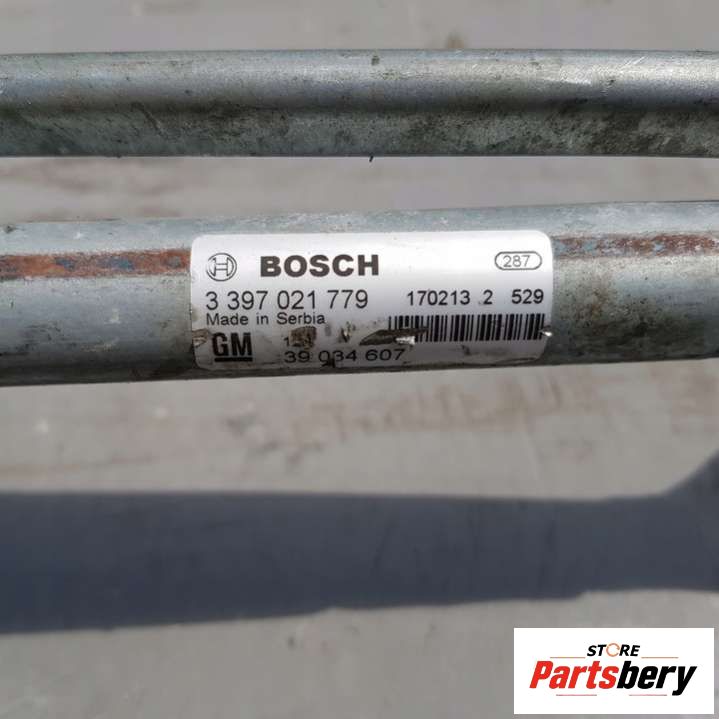 BOSCH 287
3 397 021 779 170213 2 529
Made in Serbia
GM
39 034 607
STORE
Partsbery